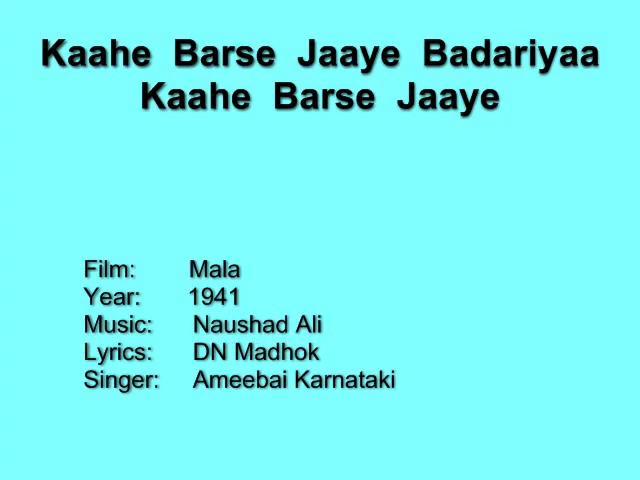 Kaahe Barse Jaaye Badariyaa
Kaahe Barse Jaaye
Film: Mala
Year: 1941
Music: Naushad Ali
Lyrics: DN Madhok
Singer: Ameebai Karnataki